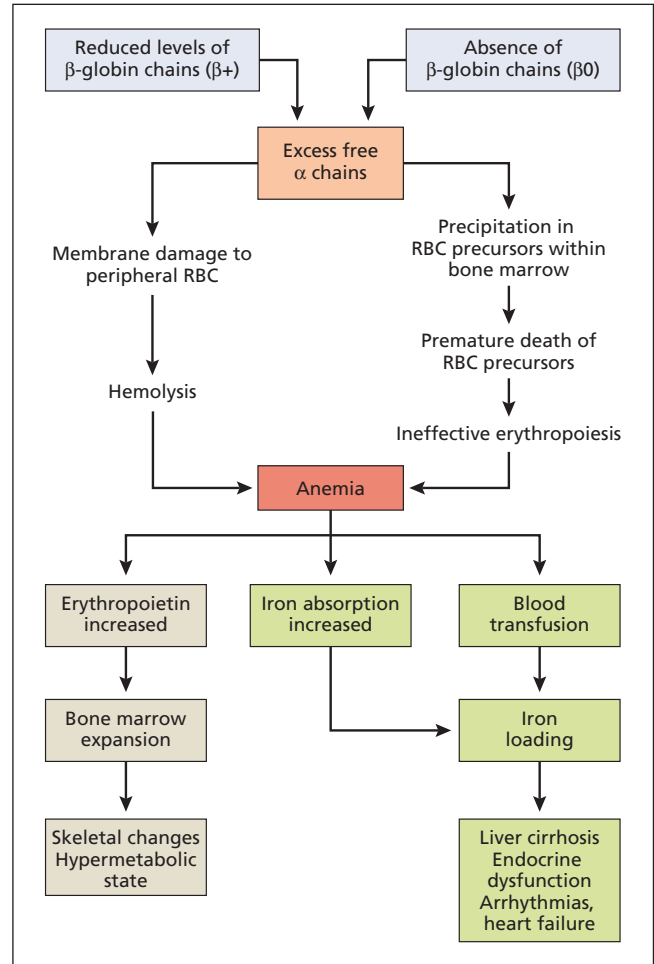 Reduced levels of
β-globin chains (β+)
Absence of
β-globin chains (β0)
Excess free
α chains
Membrane damage to
peripheral RBC
Precipitation in
RBC precursors within
bone marrow
Premature death of
RBC precursors
Hemolysis
Ineffective erythropoiesis
Anemia
Erythropoietin
increased
Iron absorption
increased
Blood
transfusion
Bone marrow
expansion
Iron
loading
Skeletal changes
Hypermetabolic
state
Liver cirrhosis
Endocrine
dysfunction
Arrhythmias,
heart failure